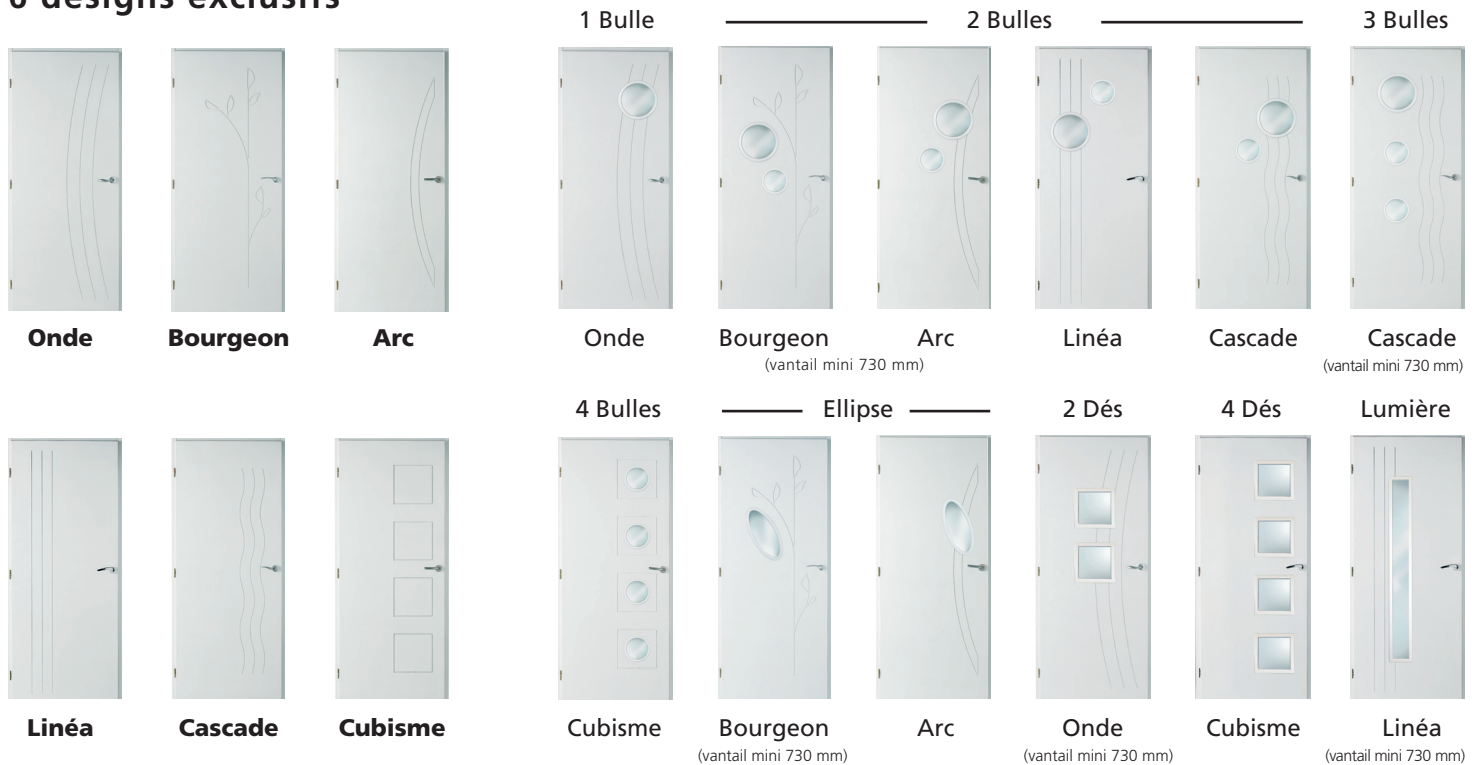 6 designs exclusifs
Onde Bourgeon Arc
Linéa Cascade Cubisme
1 Bulle 2 Bulles 3 Bulles
Onde Bourgeon Arc Linéa Cascade Cascade
(vantail mini 730 mm) (vantail mini 730 mm)
4 Bulles Ellipse 2 Dés 4 Dés Lumière
Cubisme Bourgeon Arc Onde Cubisme Linéa
(vantail mini 730 mm) (vantail mini 730 mm) (vantail mini 730 mm)